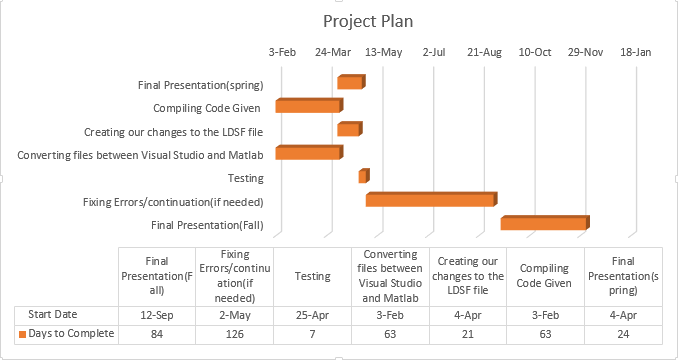 Project Plan
3-Feb 24-Mar 13-May 2-Jul 21-Aug 10-Oct 29-Nov 18-Jan
Final Presentation(spring)
Compiling Code Given
Creating our changes to the LDSF file
Converting files between Visual Studio and Matlab
Testing
Fixing Errors/continuation(if needed)
Final Presentation(Fall)
Final Presentation(F all)
Fixing Errors/continu ation(if needed)
Testing
Converting files between Visual Studio and Matlab
Creating our changes to the LDSF file
Compiling Code Given
Final Presentation(s pring)
Start Date 12-Sep 2-May 25-Apr 3-Feb 4-Apr 3-Feb 4-Apr
Days to Complete 84 126 7 63 21 63 24